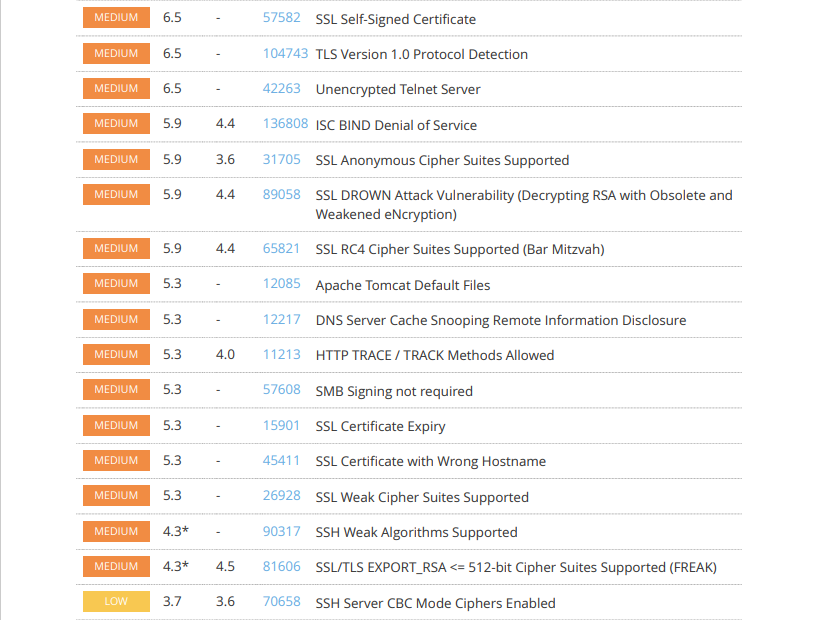 MEDIUM 6.5 - 57582 SSL Self-Signed Certificate
MEDIUM 6.5 - 104743 TLS Version 1.0 Protocol Detection
MEDIUM 6.5 - 42263 Unencrypted Telnet Server
MEDIUM 5.9 4.4 136808 ISC BIND Denial of Service
MEDIUM 5.9 3.6 31705 SSL Anonymous Cipher Suites Supported
MEDIUM 5.9 4.4 89058 SSL DROWN Attack Vulnerability (Decrypting RSA with Obsolete and
Weakened eNcryption)
MEDIUM 5.9 4.4 65821 SSL RC4 Cipher Suites Supported (Bar Mitzvah)
MEDIUM 5.3 - 12085 Apache Tomcat Default Files
MEDIUM 5.3 - 12217 DNS Server Cache Snooping Remote Information Disclosure
MEDIUM 5.3 4.0 11213 HTTP TRACE / TRACK Methods Allowed
MEDIUM 5.3 - 57608 SMB Signing not required
MEDIUM 5.3 - 15901 SSL Certificate Expiry
MEDIUM 5.3 - 45411 SSL Certificate with Wrong Hostname
MEDIUM 5.3 - 26928 SSL Weak Cipher Suites Supported
MEDIUM 4.3* - 90317 SSH Weak Algorithms Supported
MEDIUM 4.3* 4.5 81606 SSL/TLS EXPORT_RSA <= 512-bit Cipher Suites Supported (FREAK)
LOW 3.7 3.6 70658 SSH Server CBC Mode Ciphers Enabled